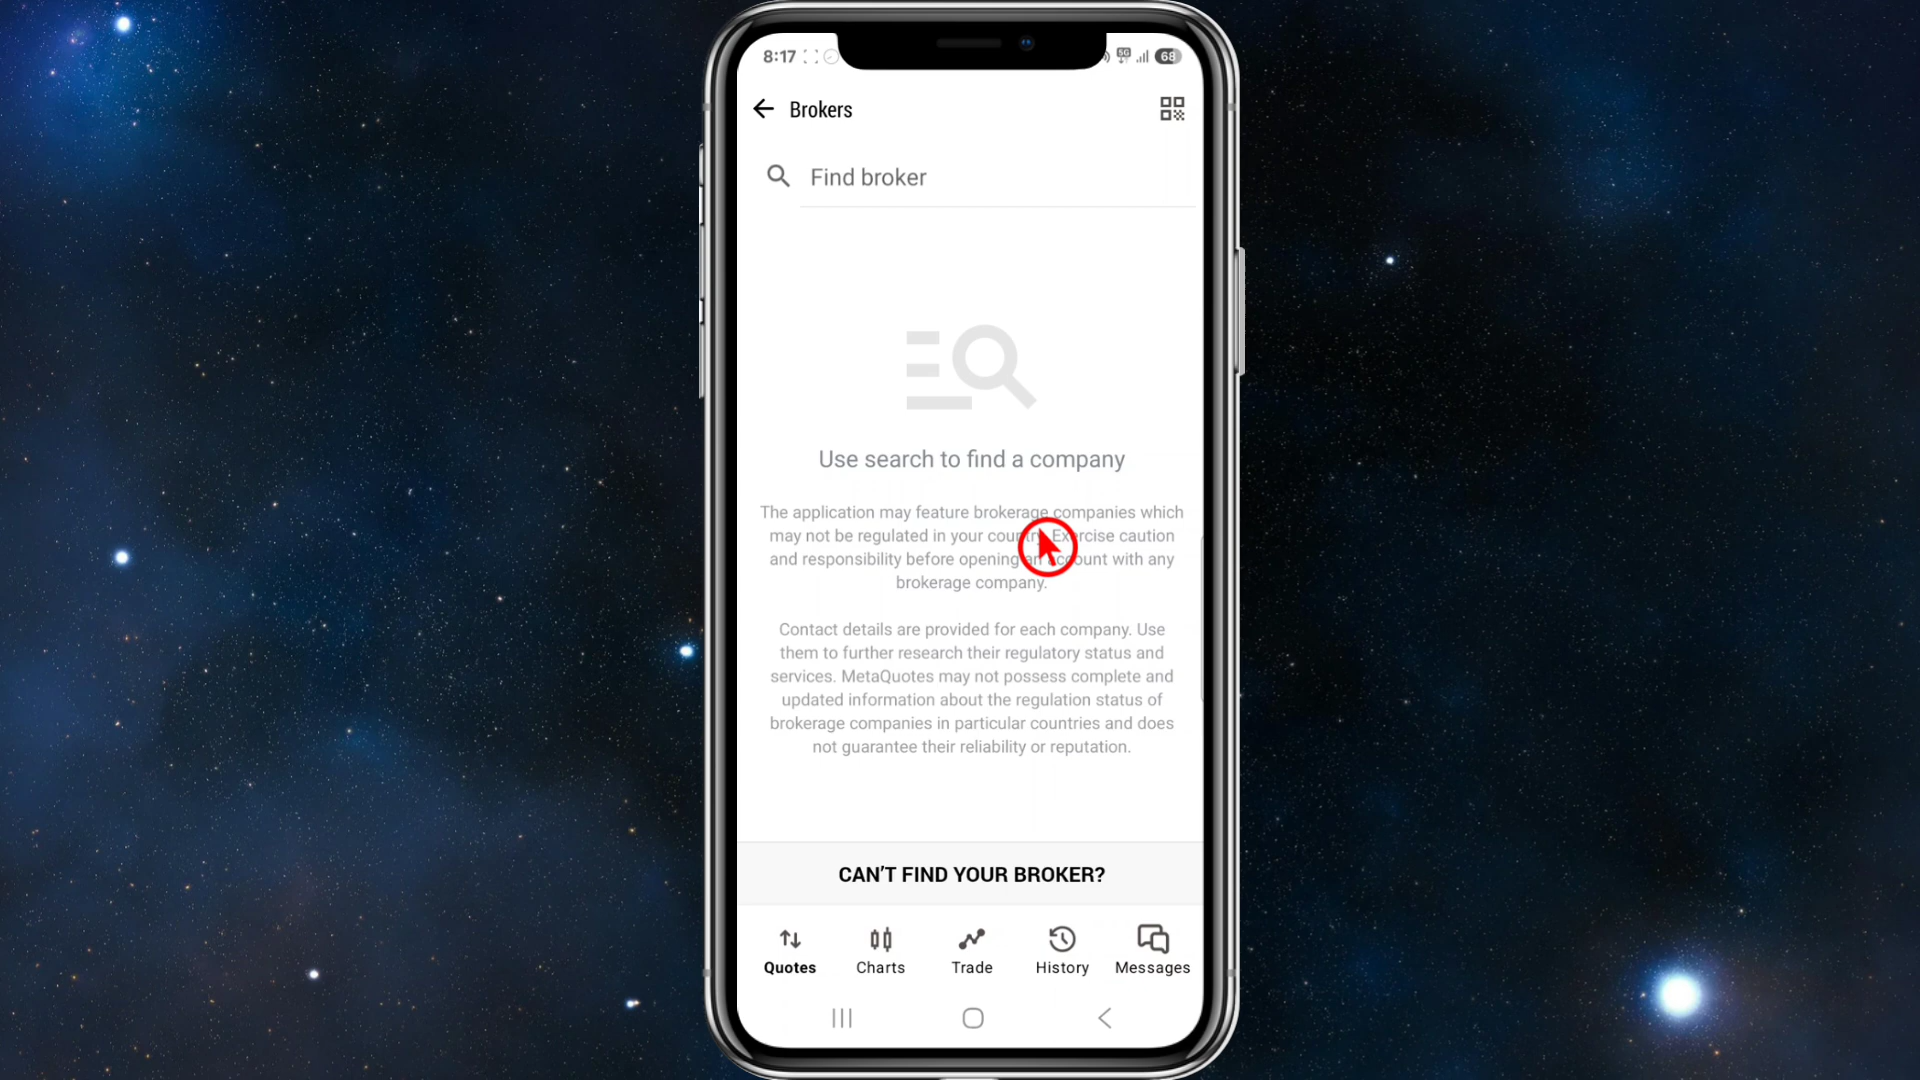 8:17
5G
68
Brokers
Find broker
Use search to find a company
The application may feature brokerage companies which
may not be regulated in your country. Exercise caution
and responsibility before opening an account with any
brokerage company.
Contact details are provided for each company. Use
them to further research their regulatory status and
services. MetaQuotes may not possess complete and
updated information about the regulation status of
brokerage companies in particular countries and does
not guarantee their reliability or reputation.
CAN'T FIND YOUR BROKER?
Quotes Charts Trade History Messages